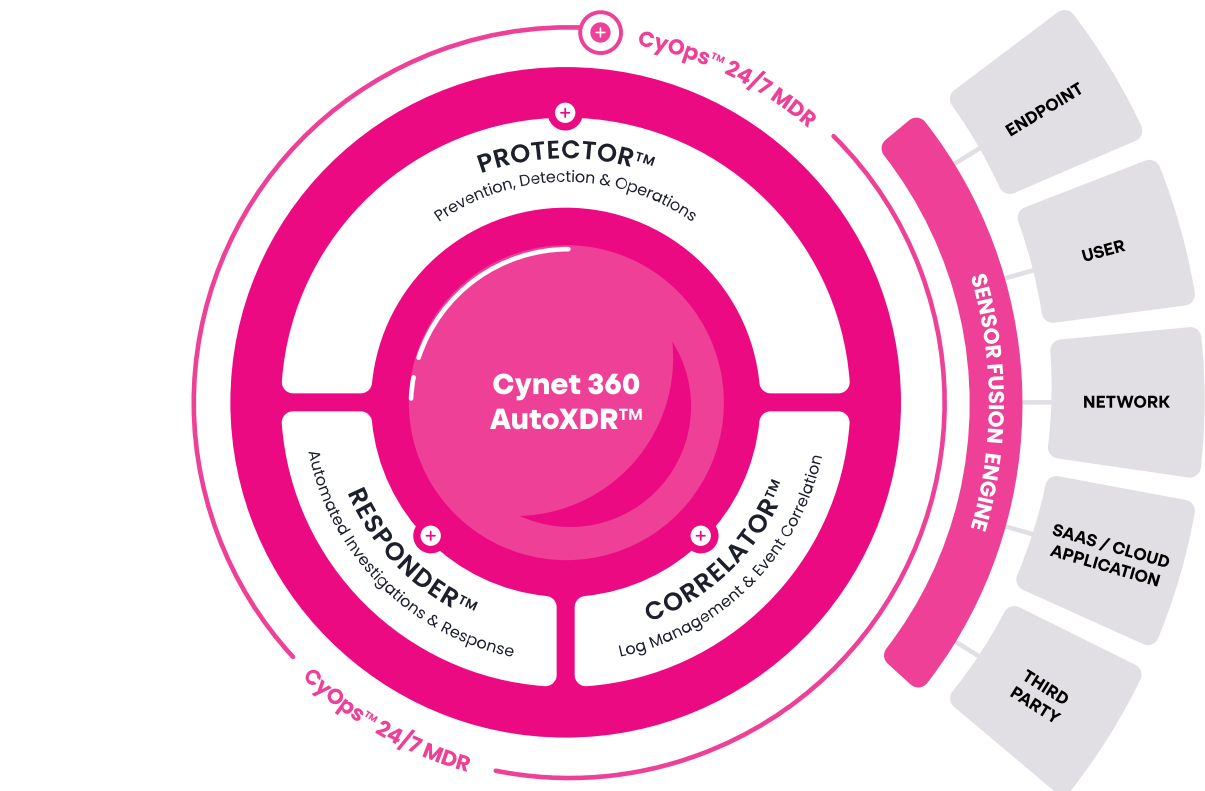 CyOps™ 24/7 MDR
PROTECTOR™
Prevention, Detection & Operations
Cynet 360
AutoXDR™
RESPONDER™
Automated Investigations & Response
CORRELATOR™
Log Management & Event Correlation
CyOps™ 24/7 MDR
SENSOR FUSION ENGINE
ENDPOINT
USER
NETWORK
SAAS / CLOUD
APPLICATION
THIRD
PARTY